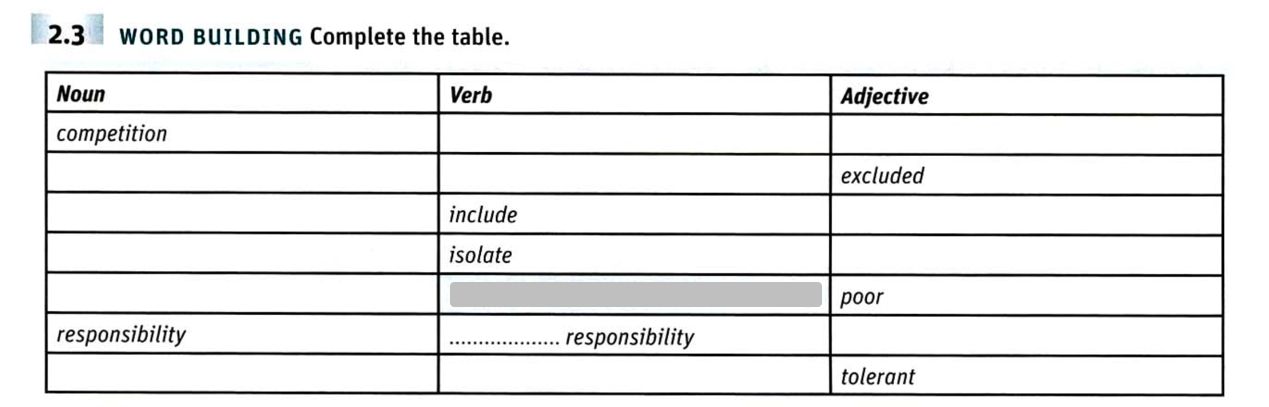 2.3 WORD BUILDING Complete the table.
Noun Verb Adjective
competition
excluded
include
isolate
poor
responsibility .................... responsibility
tolerant